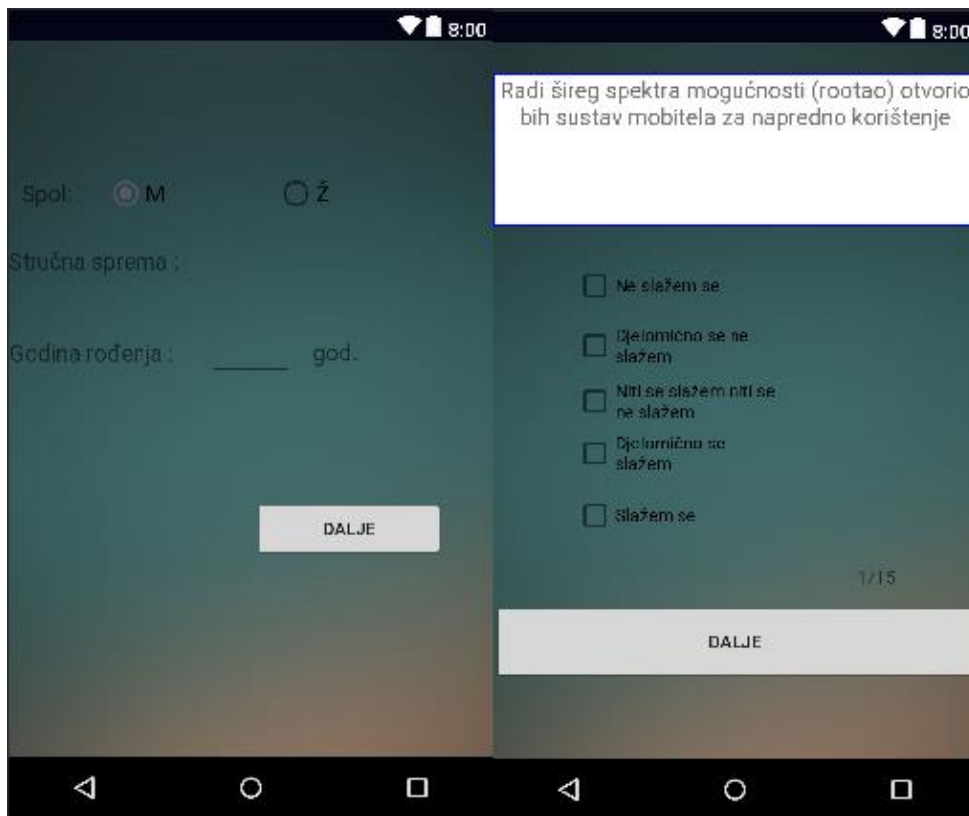 8:00
Spol: M Ž
Stručna sprema :
Godina rođenja : god.
DALJE
8:00
Radi šireg spektra mogućnosti (rootao) otvorio
bih sustav mobitela za napredno korištenje
Ne slažem se
Djelomično se ne
slažem
Niti se slažem niti se
ne slažem
Djelomično se
slažem
Slažem se
1/15
DALJE